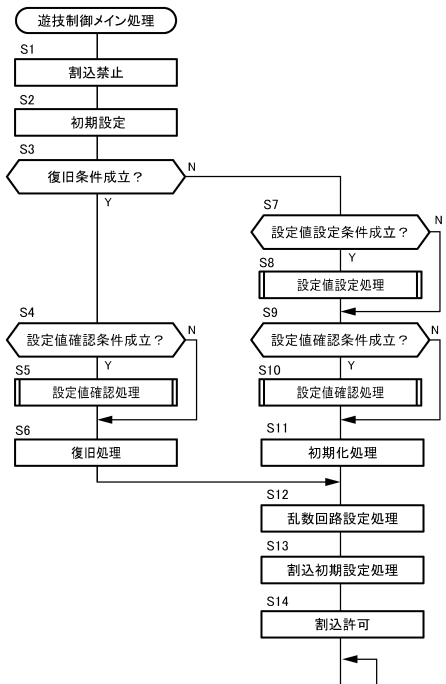 遊技制御メイン処理
S1
割込禁止
S2
初期設定
S3
復旧条件成立？
N
Y
S7
設定値設定条件成立？
N
Y
S8
設定値設定処理
S4
設定値確認条件成立？
N
Y
S5
設定値確認処理
S6
復旧処理
S9
設定値確認条件成立？
N
Y
S10
設定値確認処理
S11
初期化処理
S12
乱数回路設定処理
S13
割込初期設定処理
S14
割込許可